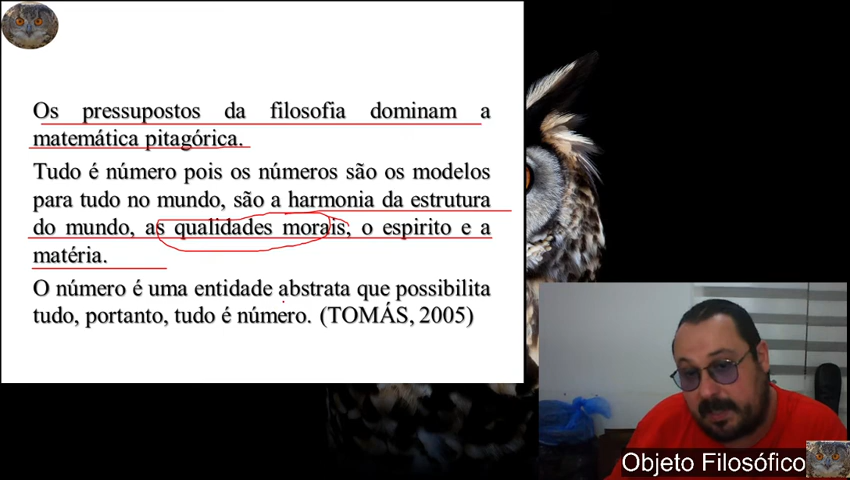 Os pressupostos da filosofia dominam a
matemática pitagórica.
Tudo é número pois os números são os modelos
para tudo no mundo, são a harmonia da estrutura
do mundo, as qualidades morais, o espirito e a
matéria.
O número é uma entidade abstrata que possibilita
tudo, portanto, tudo é número. (TOMÁS, 2005)
Objeto Filosófico